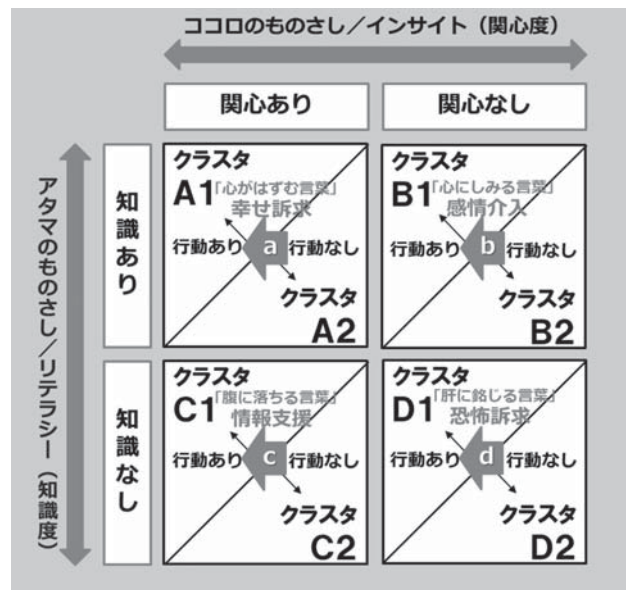 ココロのものさし／インサイト（関心度）
関心あり
関心なし
アタマのものさし／リテラシー（知識度）
知識あり
クラスタ
A1「心がはずむ言葉」
幸せ訴求
行動あり a 行動なし
クラスタ
A2
クラスタ
B1「心にしみる言葉」
感情介入
行動あり b 行動なし
クラスタ
B2
知識なし
クラスタ
C1「腹に落ちる言葉」
情報支援
行動あり c 行動なし
クラスタ
C2
クラスタ
D1「肝に銘じる言葉」
恐怖訴求
行動あり d 行動なし
クラスタ
D2